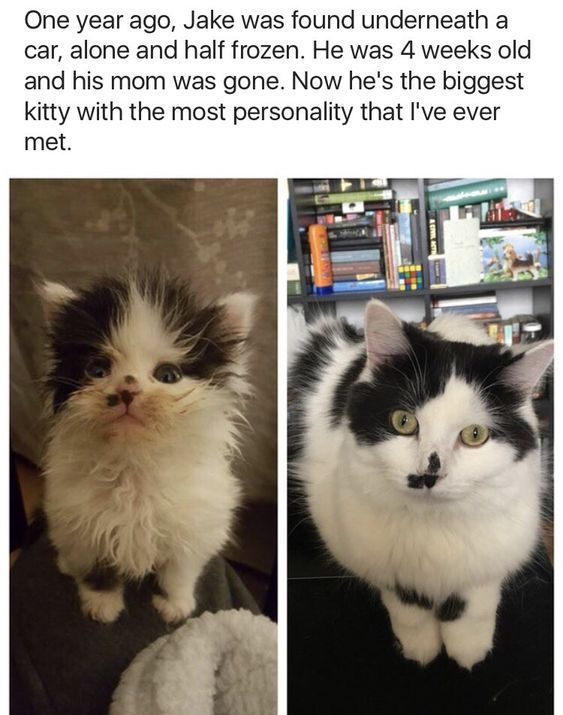 One year ago, Jake was found underneath a
car, alone and half frozen. He was 4 weeks old
and his mom was gone. Now he's the biggest
kitty with the most personality that I've ever
met.